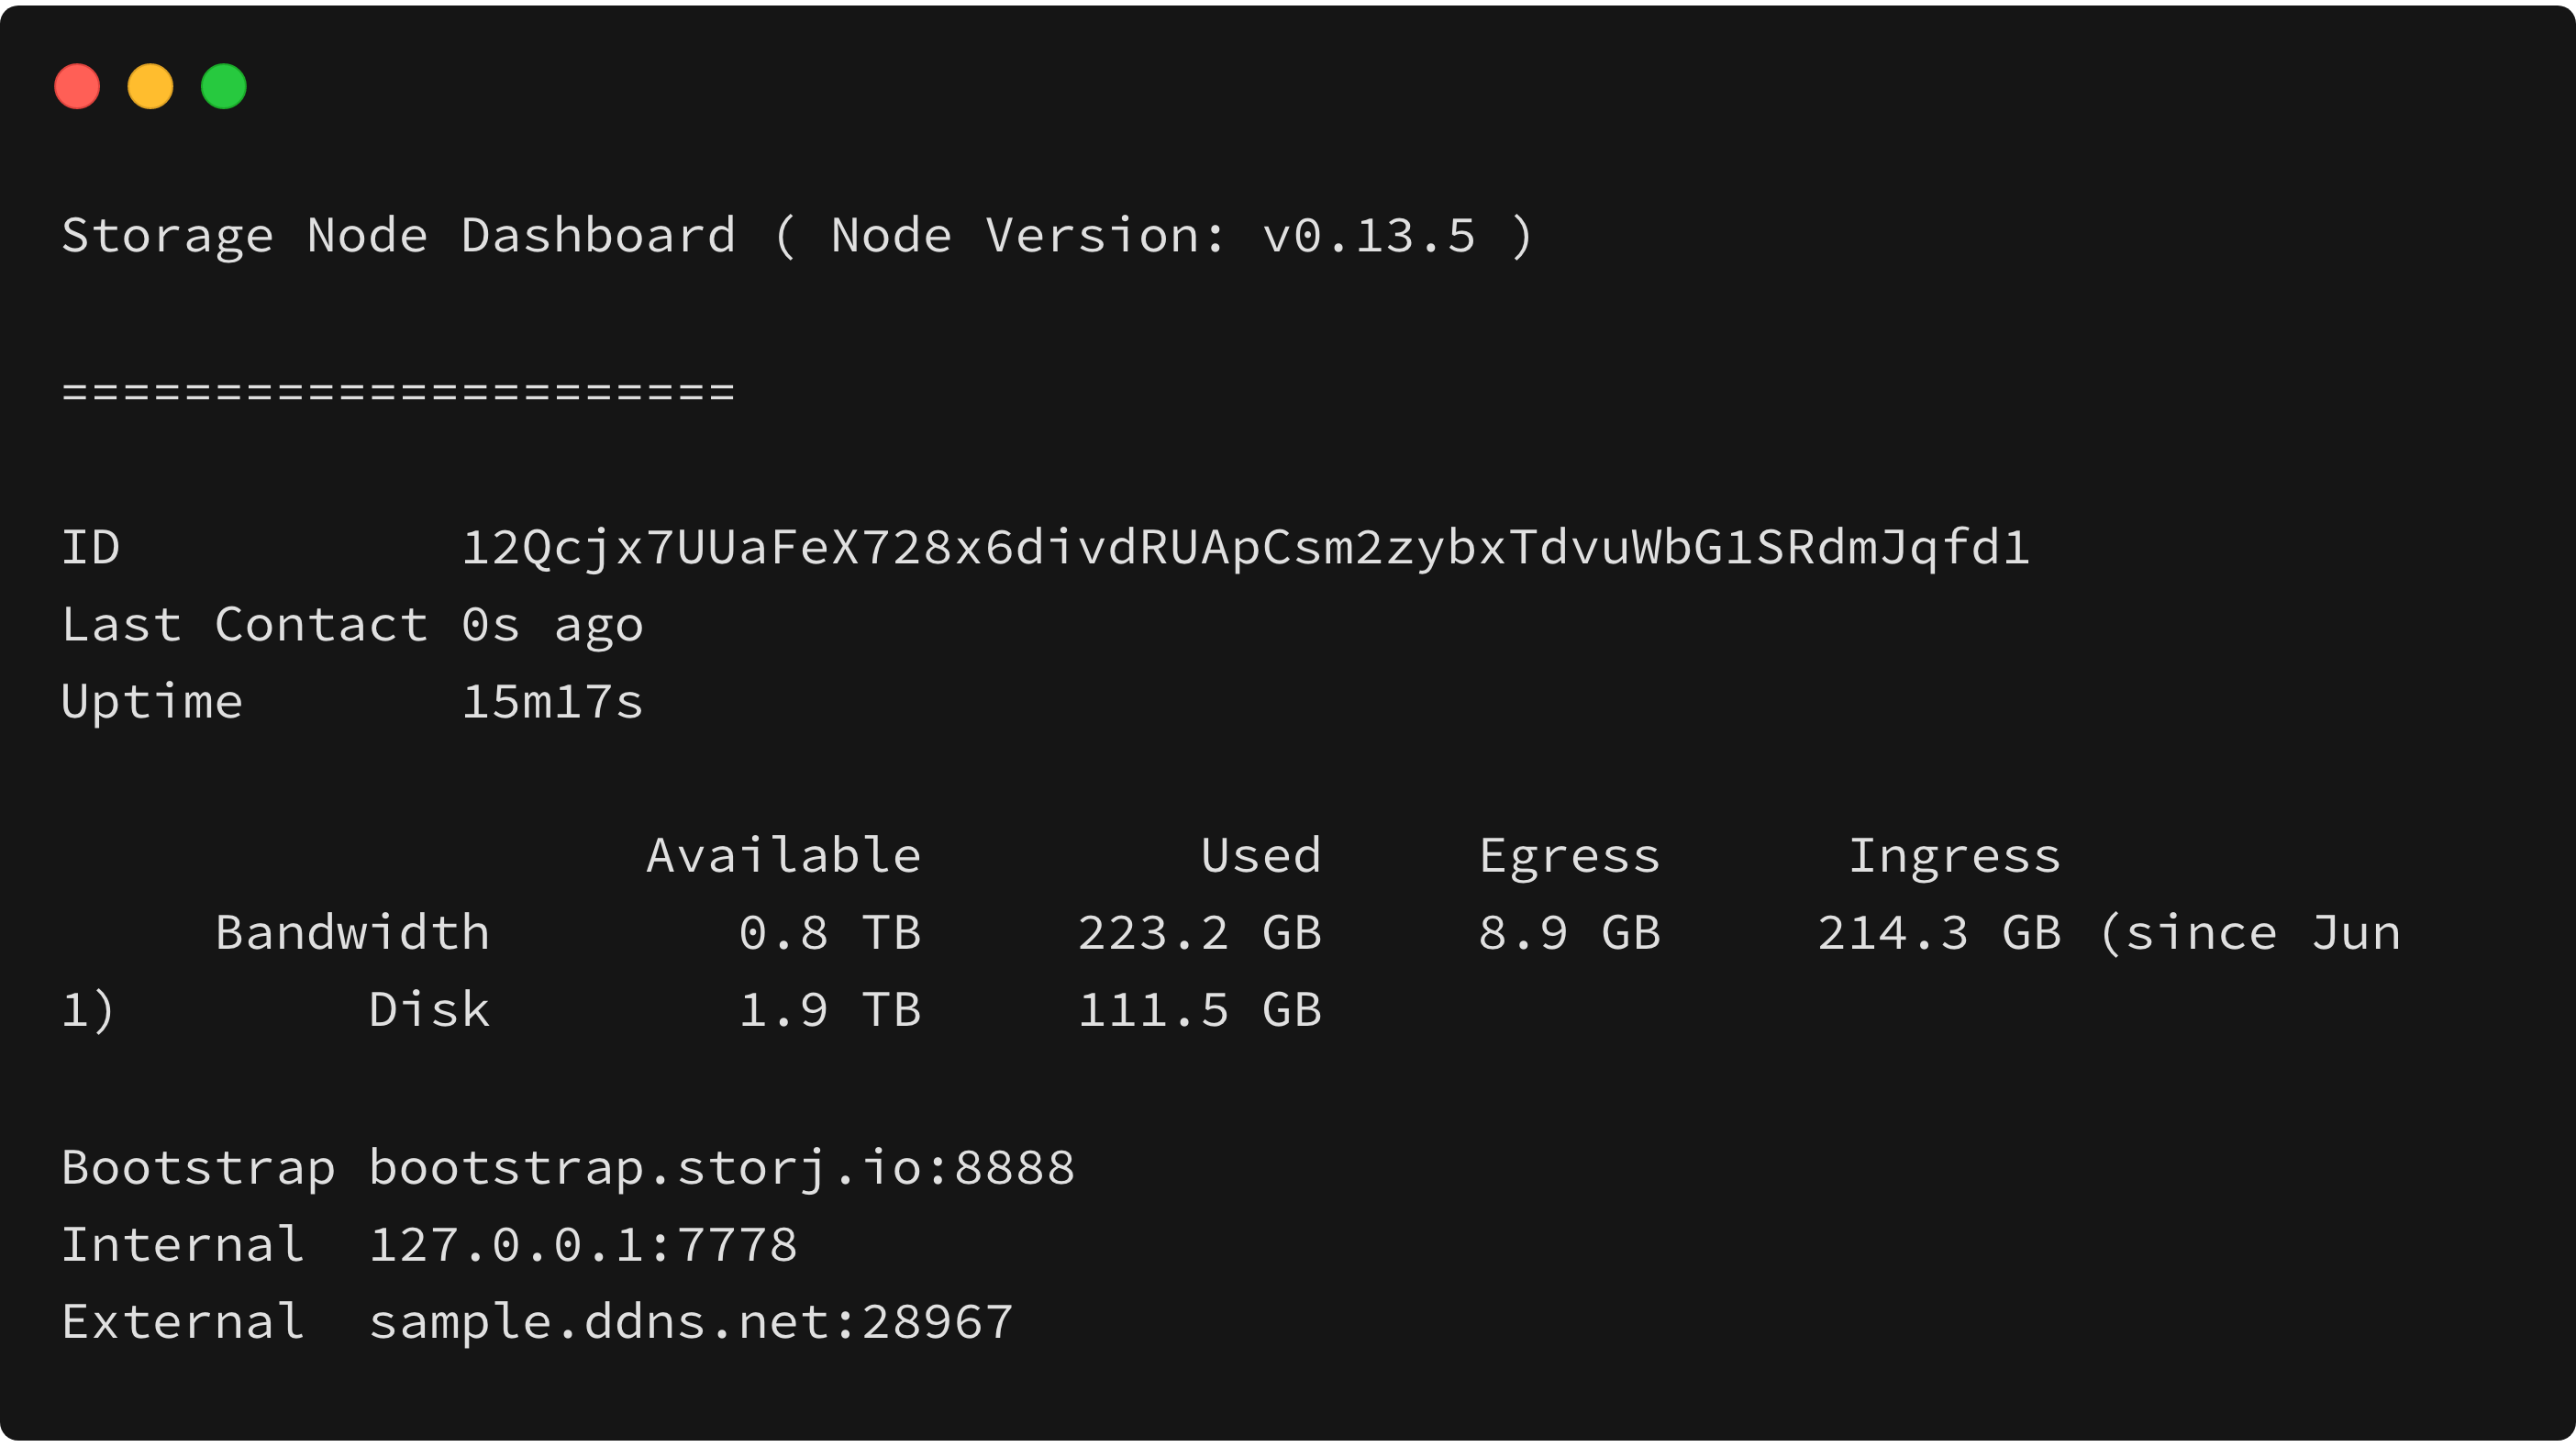 Storage Node Dashboard ( Node Version: v0.13.5 )
======================
ID             12Qcjx7UUaFeX728x6divdRUApCsm2zybxTdvuWbG1SRdmJqfd1
Last Contact 0s ago
Uptime       15m17s
                   Available         Used     Egress      Ingress
     Bandwidth        0.8 TB     223.2 GB     8.9 GB     214.3 GB (since Jun
1)        Disk        1.9 TB     111.5 GB
Bootstrap bootstrap.storj.io:8888
Internal  127.0.0.1:7778
External  sample.ddns.net:28967